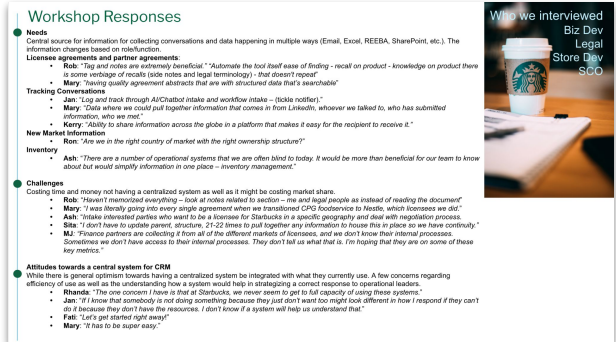 Workshop Responses
Needs
Central source for information for collecting conversations and data happening in multiple ways (Email, Excel, REEBA, SharePoint, etc.). The
information changes based on role/function.
Licensee agreements and partner agreements:
• Rob: "Tag and notes are extremely beneficial." "Automate the tool itself ease of finding - recall on product - knowledge on product there
is some verbiage of recalls (side notes and legal terminology) - that doesn't repeat"
• Mary: "having quality agreement abstracts that are with structured data that's searchable"
Tracking Conversations
• Jan: "Log and track through AI/Chatbot intake and workflow intake – (tickle notifier)."
• Mary: "Data where we could pull together information that comes in from LinkedIn, whoever we talked to, who has submitted
information, who we met."
• Kerry: "Ability to share information across the globe in a platform that makes it easy for the recipient to receive it."
New Market Information
• Ron: "Are we in the right country of market with the right ownership structure?"
Inventory
• Ash: "There are a number of operational systems that we are often blind to today. It would be more than beneficial for our team to know
about but would simplify information in one place – inventory management."
Challenges
Costing time and money not having a centralized system as well as it might be costing market share.
• Rob: "Haven't memorized everything – look at notes related to section – me and legal people as instead of reading the document"
• Mary: "I was literally going into every single agreement when we transitioned CPG foodservice to Nestle, which licensees we did."
• Ash: "Intake interested parties who want to be a licensee for Starbucks in a specific geography and deal with negotiation process.
• Sita: "I don't have to update parent, structure, 21-22 times to pull together any information to house this in place so we have continuity."
• MJ: "Finance partners are collecting it from all of the different markets of licensees, and we don't know their internal processes.
Sometimes we don't have access to their internal processes. They don't tell us what that is. I'm hoping that they are on some of these
key metrics."
Attitudes towards a central system for CRM
While there is general optimism towards having a centralized system be integrated with what they currently use. A few concerns regarding
efficiency of use as well as the understanding how a system would help in strategizing a correct response to operational leaders.
• Rhanda: "The one concern I have is that at Starbucks, we never seem to get to full capacity of using these systems."
• Jan: "If I know that somebody is not doing something because they just don't want too might look different in how I respond if they can't
do it because they don't have the resources. I don't know if a system will help us understand that."
• Fati: "Let's get started right away!"
• Mary: "It has to be super easy."
Who we interviewed
Biz Dev
Legal
Store Dev
SCO